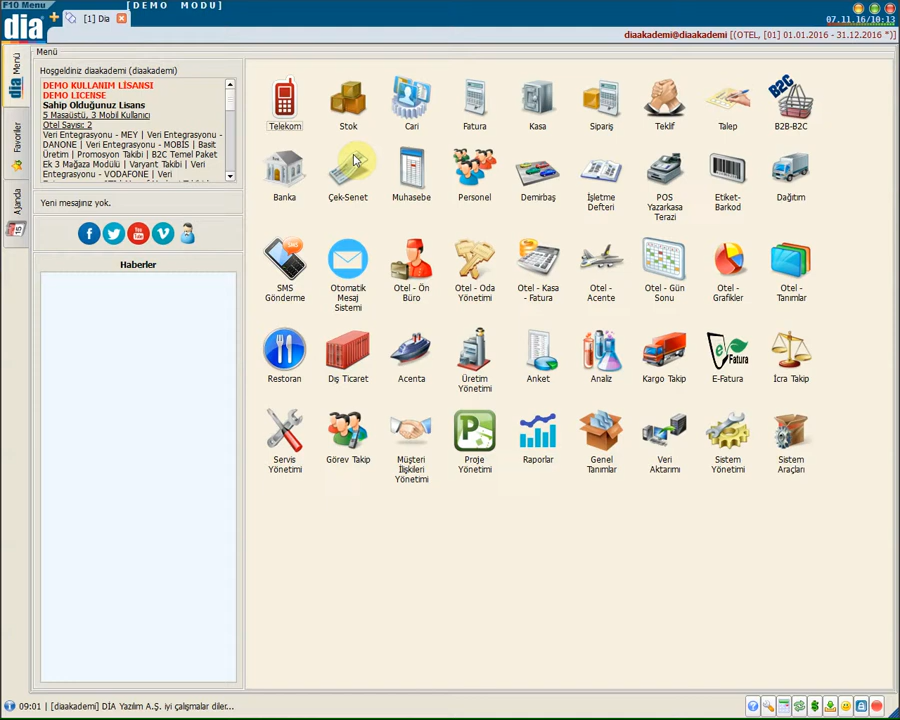 F10 Menu
[DEMO MODU]
dia
[1] Dia
07.11.16/10:13
diaakademi@diaakademi [(OTEL, [01] 01.01.2016 - 31.12.2016 *)]
dia Menü
Favoriler
Ajanda
15
Menü
Hoşgeldiniz diaakademi (diaakademi)
DEMO KULLANIM LİSANSI
DEMO LICENSE
Sahip Olduğunuz Lisans
5 Masaüstü, 3 Mobil Kullanıcı
Otel Sayısı: 2
Veri Entegrasyonu - MEY | Veri Entegrasyonu -
DANONE | Veri Entegrasyonu - MOBİS | Basit
Üretim | Promosyon Takibi | B2C Temel Paket
Ek 3 Mağaza Modülü | Varyant Takibi | Veri
Entegrasyonu - VODAFONE | Veri
Yeni mesajınız yok.
Haberler
Telekom
Stok
Cari
Fatura
Kasa
Sipariş
Teklif
Talep
B2C
B2B-B2C
Banka
Çek-Senet
Muhasebe
Personel
Demirbaş
İşletme Defteri
POS Yazarkasa Terazi
Etiket-Barkod
Dağıtım
SMS
SMS Gönderme
Otomatik Mesaj Sistemi
Otel - Ön Büro
Otel - Oda Yönetimi
Otel - Kasa - Fatura
Otel - Acente
Otel - Gün Sonu
Otel - Grafikler
Otel - Tanımlar
Restoran
Dış Ticaret
Acenta
Üretim Yönetimi
Anket
Analiz
Kargo Takip
e-Fatura
E-Fatura
İcra Takip
Servis Yönetimi
Görev Takip
Müşteri İlişkileri Yönetimi
P
Proje Yönetimi
Raporlar
Genel Tanımlar
Veri Aktarımı
Sistem Yönetimi
Sistem Araçları
09:01 | [diaakademi] DİA Yazılım A.Ş. iyi çalışmalar diler...